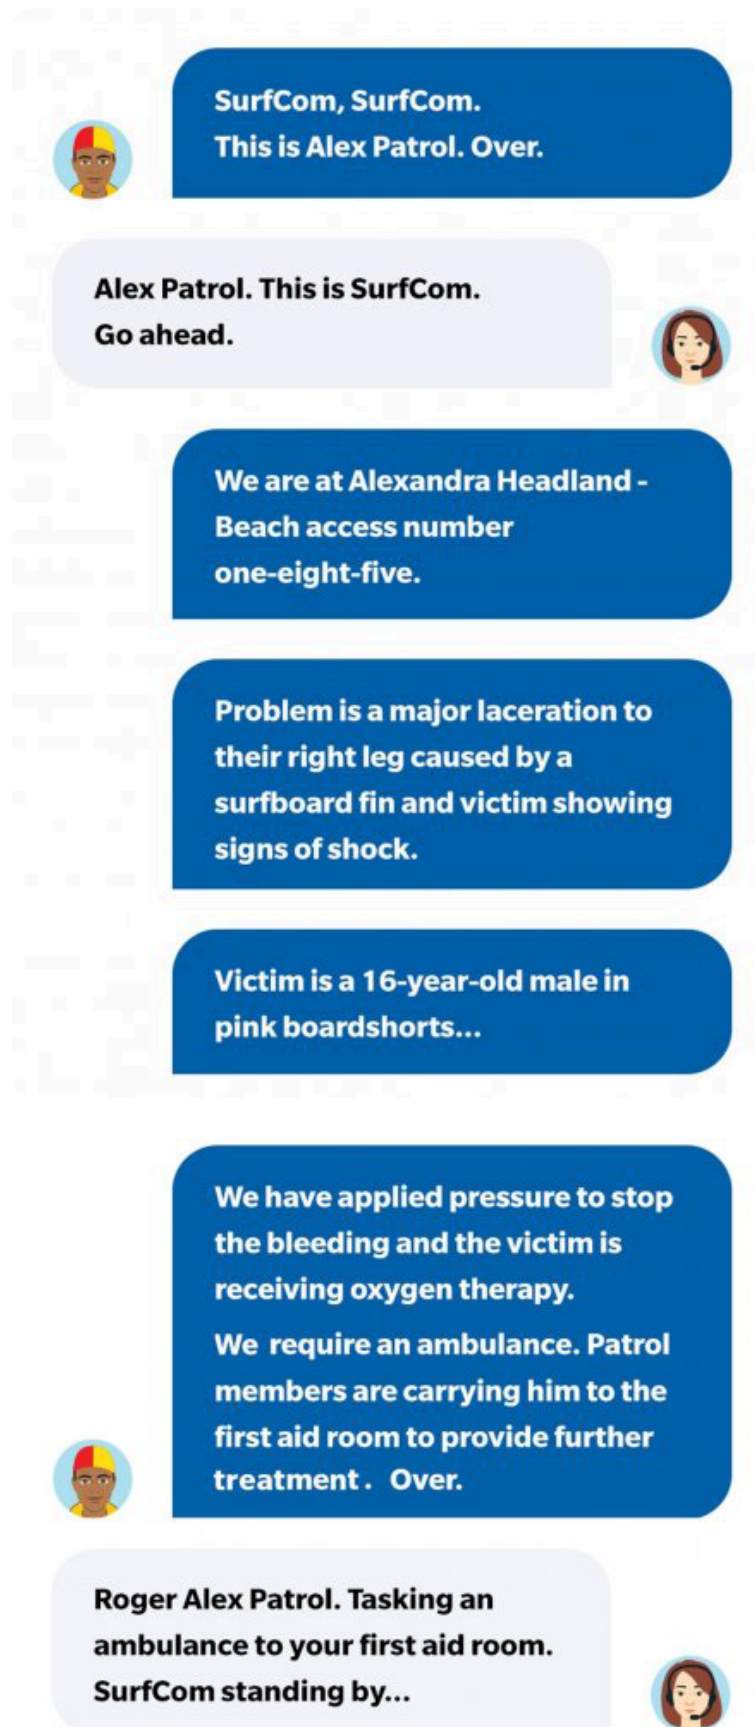 SurfCom, SurfCom.
This is Alex Patrol. Over.
Alex Patrol. This is SurfCom.
Go ahead.
We are at Alexandra Headland -
Beach access number
one-eight-five.
Problem is a major laceration to
their right leg caused by a
surfboard fin and victim showing
signs of shock.
Victim is a 16-year-old male in
pink boardshorts...
We have applied pressure to stop
the bleeding and the victim is
receiving oxygen therapy.
We require an ambulance. Patrol
members are carrying him to the
first aid room to provide further
treatment. Over.
Roger Alex Patrol. Tasking an
ambulance to your first aid room.
SurfCom standing by...